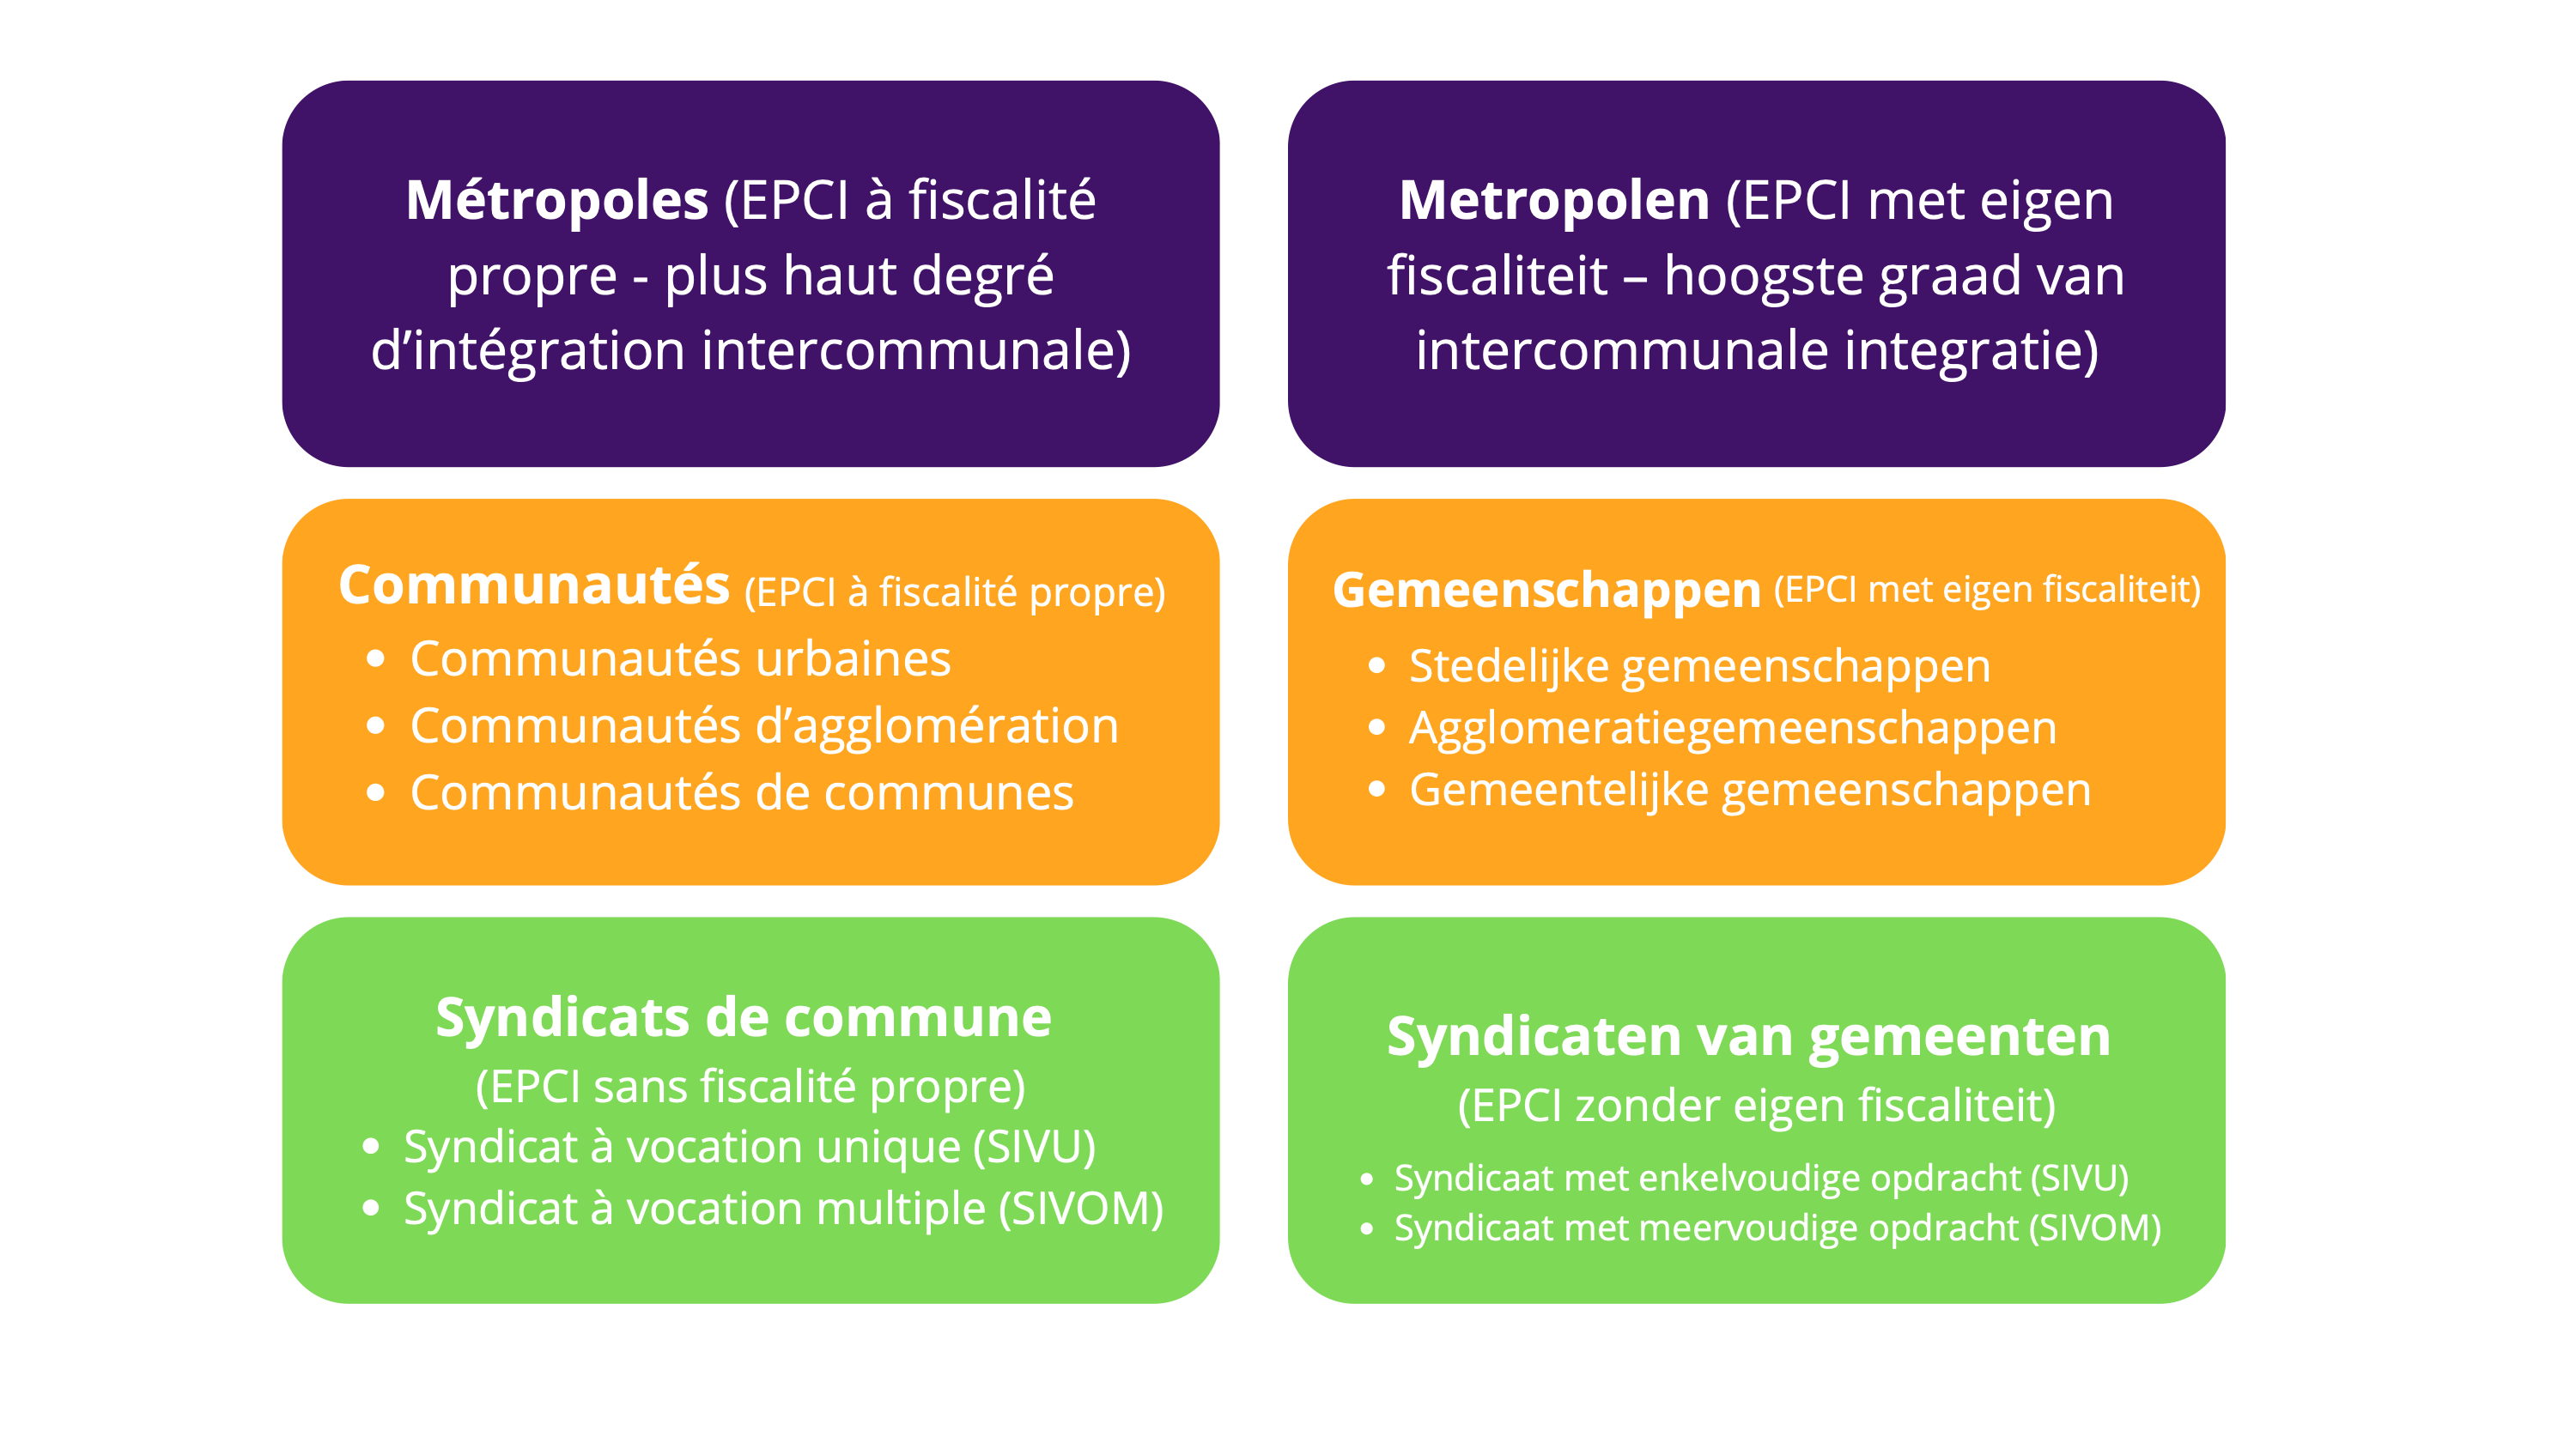 Métropoles (EPCI à fiscalité
propre - plus haut degré
d’intégration intercommunale)
Metropolen (EPCI met eigen
fiscaliteit – hoogste graad van
intercommunale integratie)
Communautés (EPCI à fiscalité propre)
• Communautés urbaines
• Communautés d’agglomération
• Communautés de communes
Gemeenschappen (EPCI met eigen fiscaliteit)
• Stedelijke gemeenschappen
• Agglomeratiegemeenschappen
• Gemeentelijke gemeenschappen
Syndicats de commune
(EPCI sans fiscalité propre)
• Syndicat à vocation unique (SIVU)
• Syndicat à vocation multiple (SIVOM)
Syndicaten van gemeenten
(EPCI zonder eigen fiscaliteit)
• Syndicaat met enkelvoudige opdracht (SIVU)
• Syndicaat met meervoudige opdracht (SIVOM)